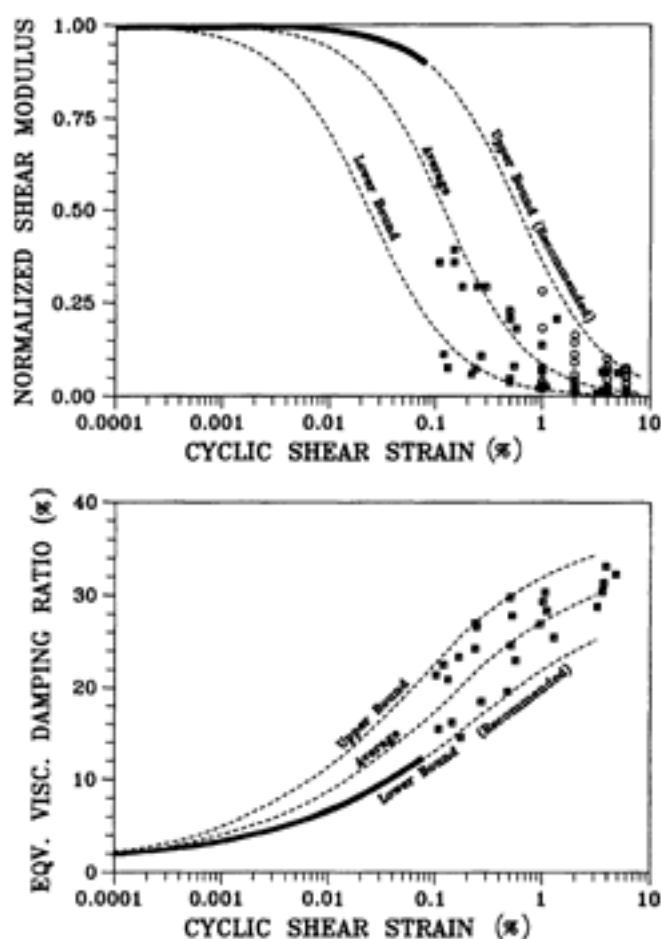 NORMALIZED SHEAR MODULUS
1.00
0.75
0.50
0.25
0.00
Lower Bound
Average
Upper Bound (Recommended)
0.0001
0.001
0.01
0.1
1
10
CYCLIC SHEAR STRAIN (%)
EQV. VISC. DAMPING RATIO (%)
40
30
20
10
0
Upper Bound
Average
Lower Bound (Recommended)
0.0001
0.001
0.01
0.1
1
10
CYCLIC SHEAR STRAIN (%)